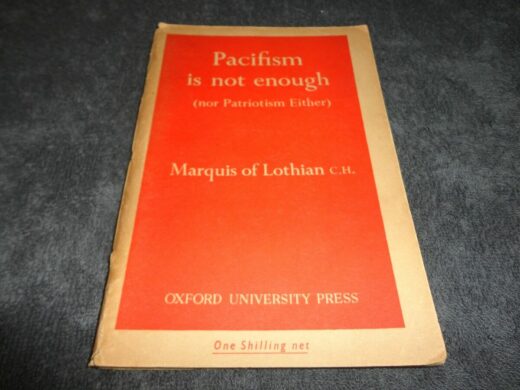 Pacifism
is not enough
(nor Patriotism Either)
Marquis of Lothian C.H.
OXFORD UNIVERSITY PRESS
One Shilling net